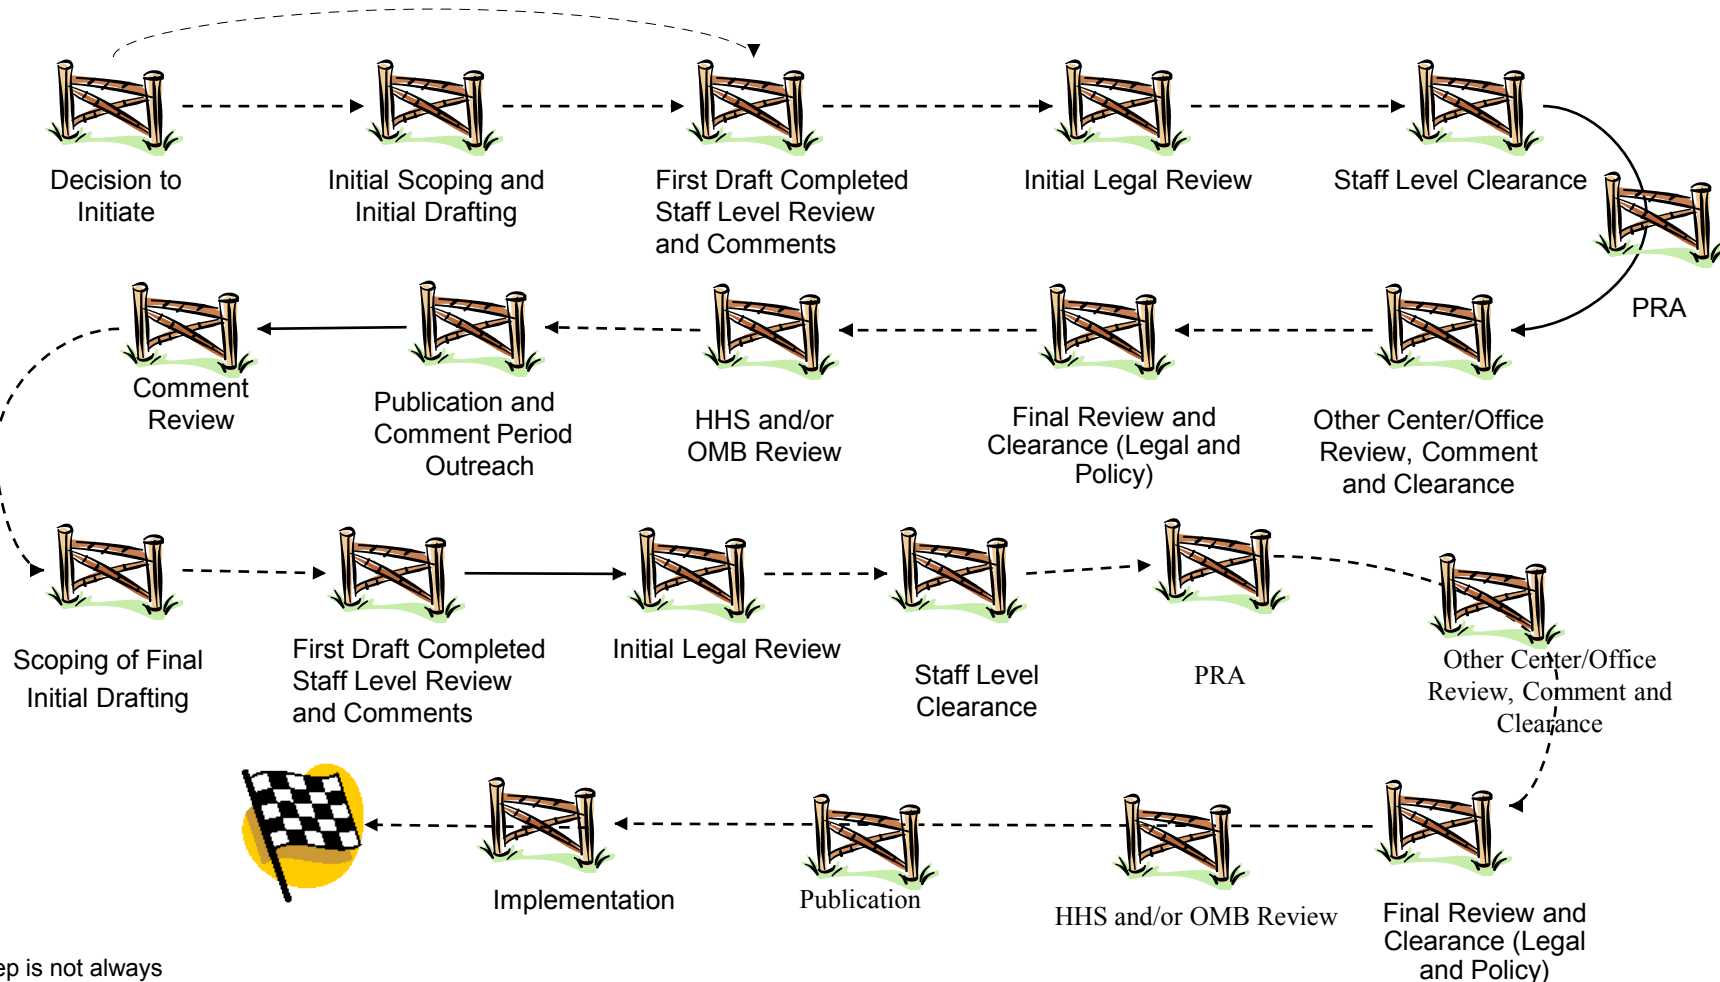 Decision to
Initiate
Initial Scoping and
Initial Drafting
First Draft Completed
Staff Level Review
and Comments
Initial Legal Review
Staff Level Clearance
PRA
Comment
Review
Publication and
Comment Period
Outreach
HHS and/or
OMB Review
Final Review and
Clearance (Legal and
Policy)
Other Center/Office
Review, Comment
and Clearance
Scoping of Final
Initial Drafting
First Draft Completed
Staff Level Review
and Comments
Initial Legal Review
Staff Level
Clearance
PRA
Other Center/Office
Review, Comment and
Clearance
Implementation
Publication
HHS and/or OMB Review
Final Review and
Clearance (Legal
and Policy)
is not always